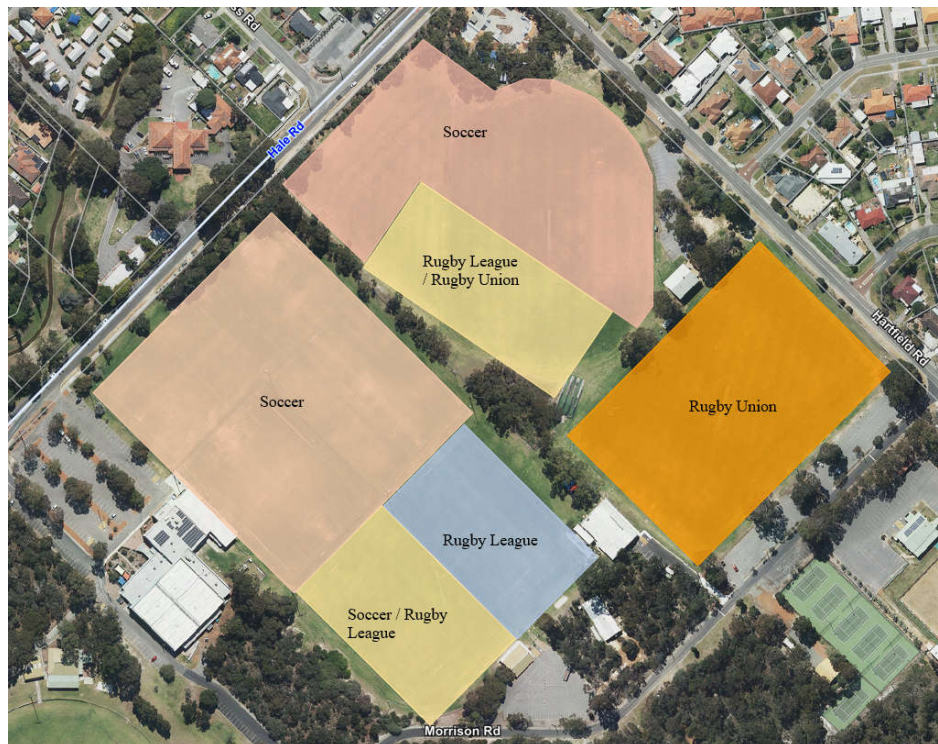 Hale Rd
Soccer
Rugby League
/ Rugby Union
Hartfield Rd
Soccer
Rugby Union
Rugby League
Soccer / Rugby
League
Morrison Rd